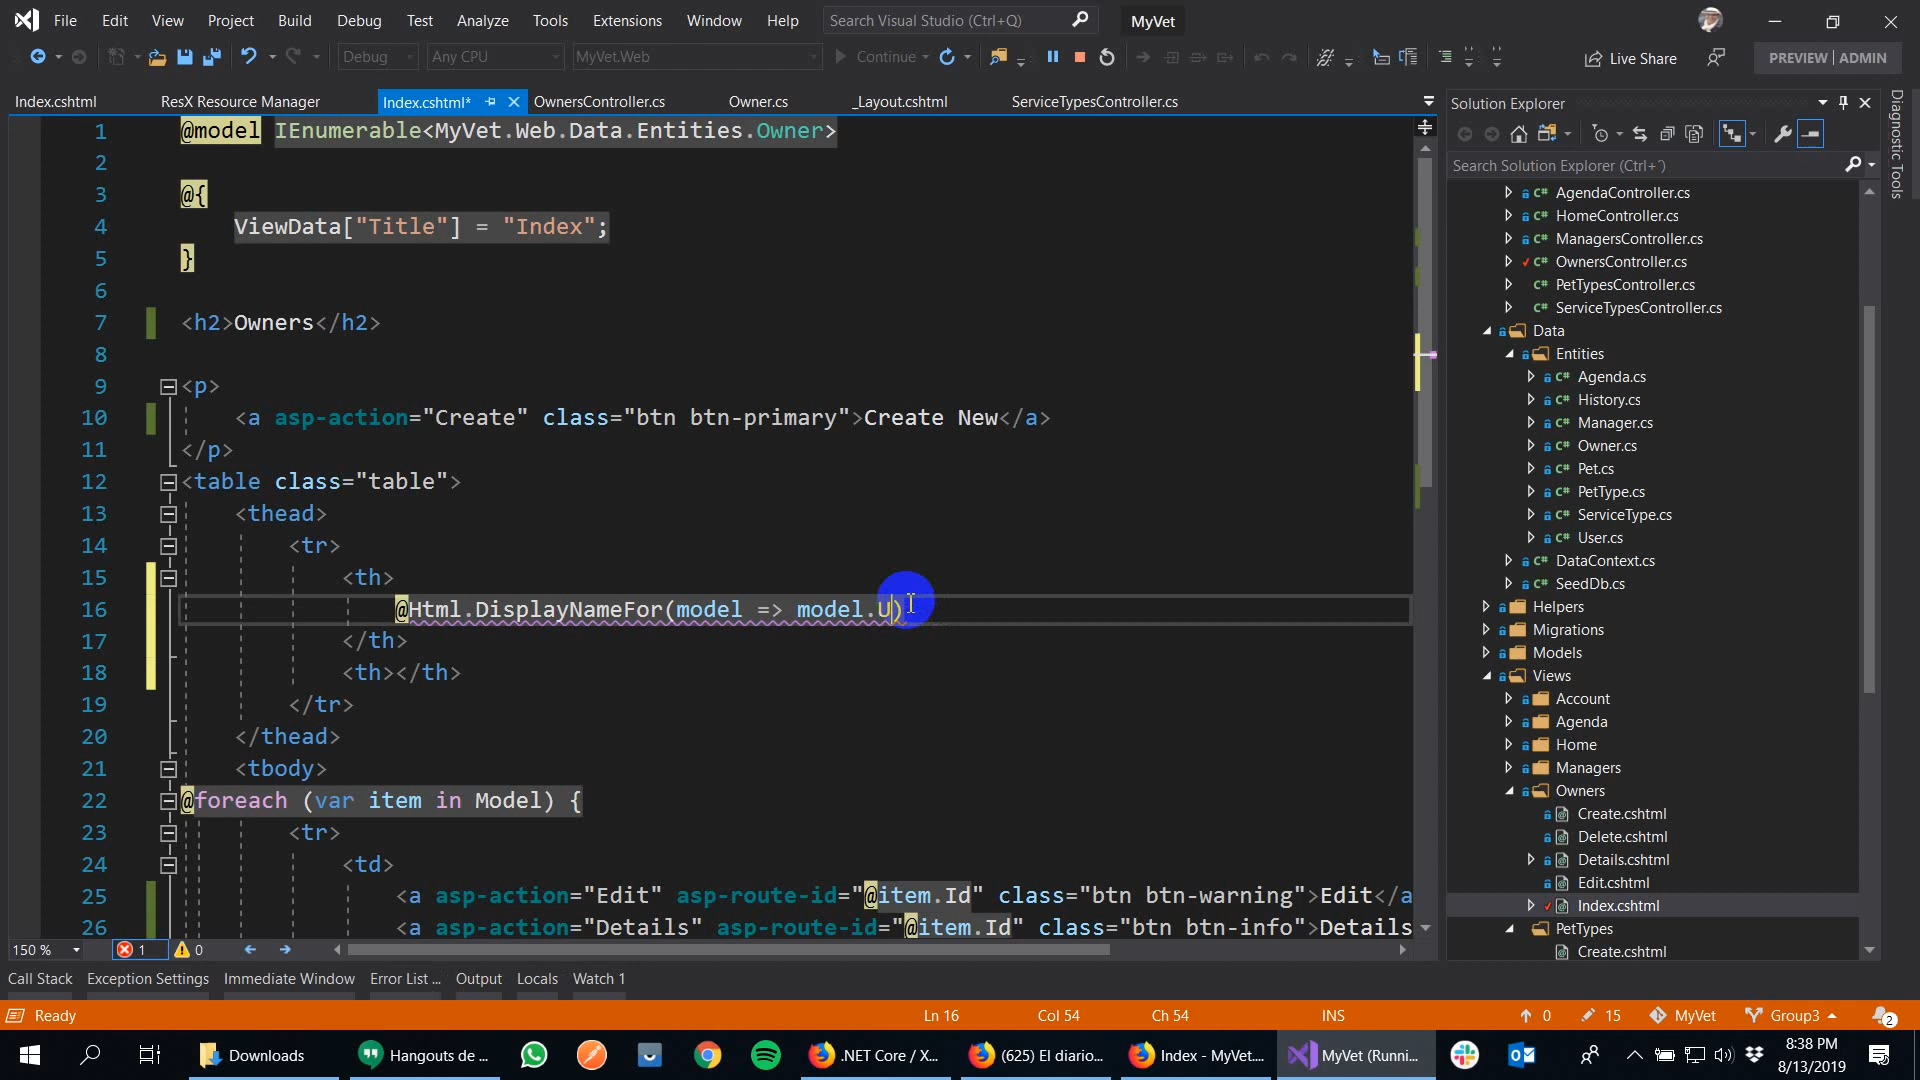 File Edit View Project Build Debug Test Analyze Tools Extensions Window Help Search Visual Studio (Ctrl+Q) MyVet
Debug Any CPU MyVet.Web Continue Live Share PREVIEW | ADMIN
Index.cshtml ResX Resource Manager Index.cshtml* OwnersController.cs Owner.cs _Layout.cshtml ServiceTypesController.cs
1 @model IEnumerable<MyVet.Web.Data.Entities.Owner>
2
3 @{
4 ViewData["Title"] = "Index";
5 }
6
7 <h2>Owners</h2>
8
9 <p>
10 <a asp-action="Create" class="btn btn-primary">Create New</a>
11 </p>
12 <table class="table">
13 <thead>
14 <tr>
15 <th>
16 @Html.DisplayNameFor(model => model.U)
17 </th>
18 <th></th>
19 </tr>
20 </thead>
21 <tbody>
22 @foreach (var item in Model) {
23 <tr>
24 <td>
25 <a asp-action="Edit" asp-route-id="@item.Id" class="btn btn-warning">Edit</a
26 <a asp-action="Details" asp-route-id="@item.Id" class="btn btn-info">Details
150 % 1 0
Solution Explorer
Search Solution Explorer (Ctrl+´)
C# AgendaController.cs
C# HomeController.cs
C# ManagersController.cs
C# OwnersController.cs
C# PetTypesController.cs
C# ServiceTypesController.cs
Data
Entities
C# Agenda.cs
C# History.cs
C# Manager.cs
C# Owner.cs
C# Pet.cs
C# PetType.cs
C# ServiceType.cs
C# User.cs
C# DataContext.cs
C# SeedDb.cs
Helpers
Migrations
Models
Views
Account
Agenda
Home
Managers
Owners
Create.cshtml
Delete.cshtml
Details.cshtml
Edit.cshtml
Index.cshtml
PetTypes
Create.cshtml
Diagnostic Tools
Call Stack Exception Settings Immediate Window Error List ... Output Locals Watch 1
Ready Ln 16 Col 54 Ch 54 INS 0 15 MyVet Group3 2
Downloads Hangouts de ... .NET Core / X... (625) El diario... Index - MyVet... MyVet (Runni... 8:38 PM
8/13/2019